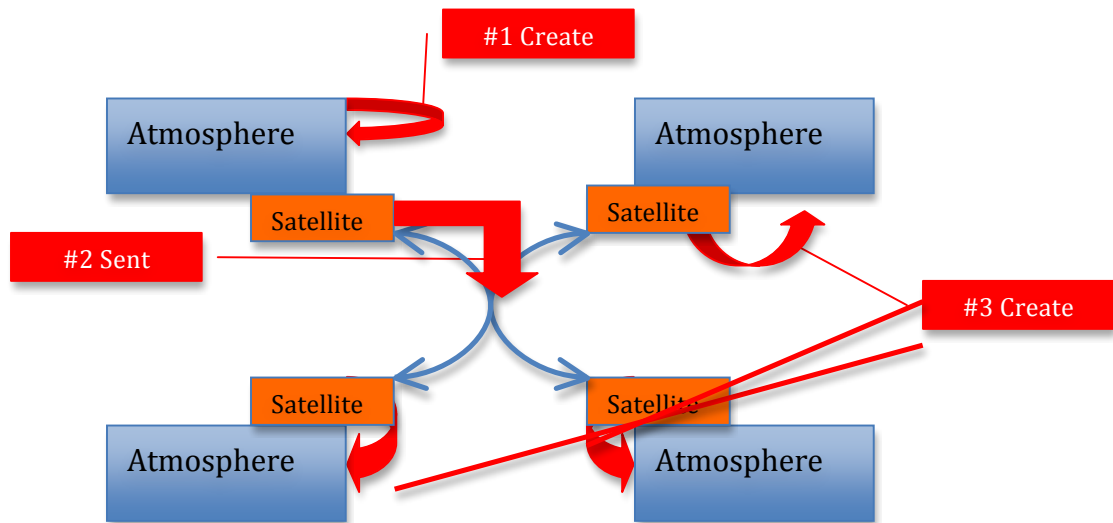 #1 Create
Atmosphere
Atmosphere
Satellite
Satellite
#2 Sent
#3 Create
Satellite
Satellite
Atmosphere
Atmosphere